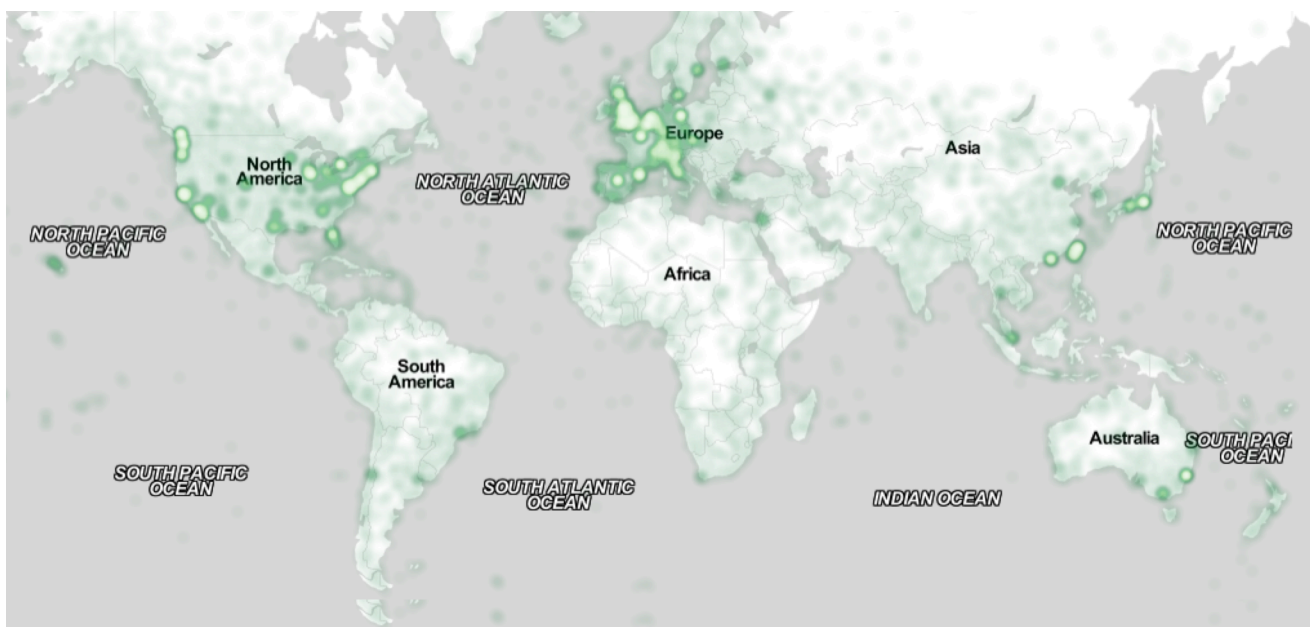 Europe
Asia
North
America
NORTH ATLANTIC
OCEAN
NORTH PACIFIC
OCEAN
NORTH PACIFIC
OCEAN
Africa
South
America
Australia
SOUTH PACI
OCEAN
SOUTH PACIFIC
OCEAN
SOUTH ATLANTIC
OCEAN
INDIAN OCEAN